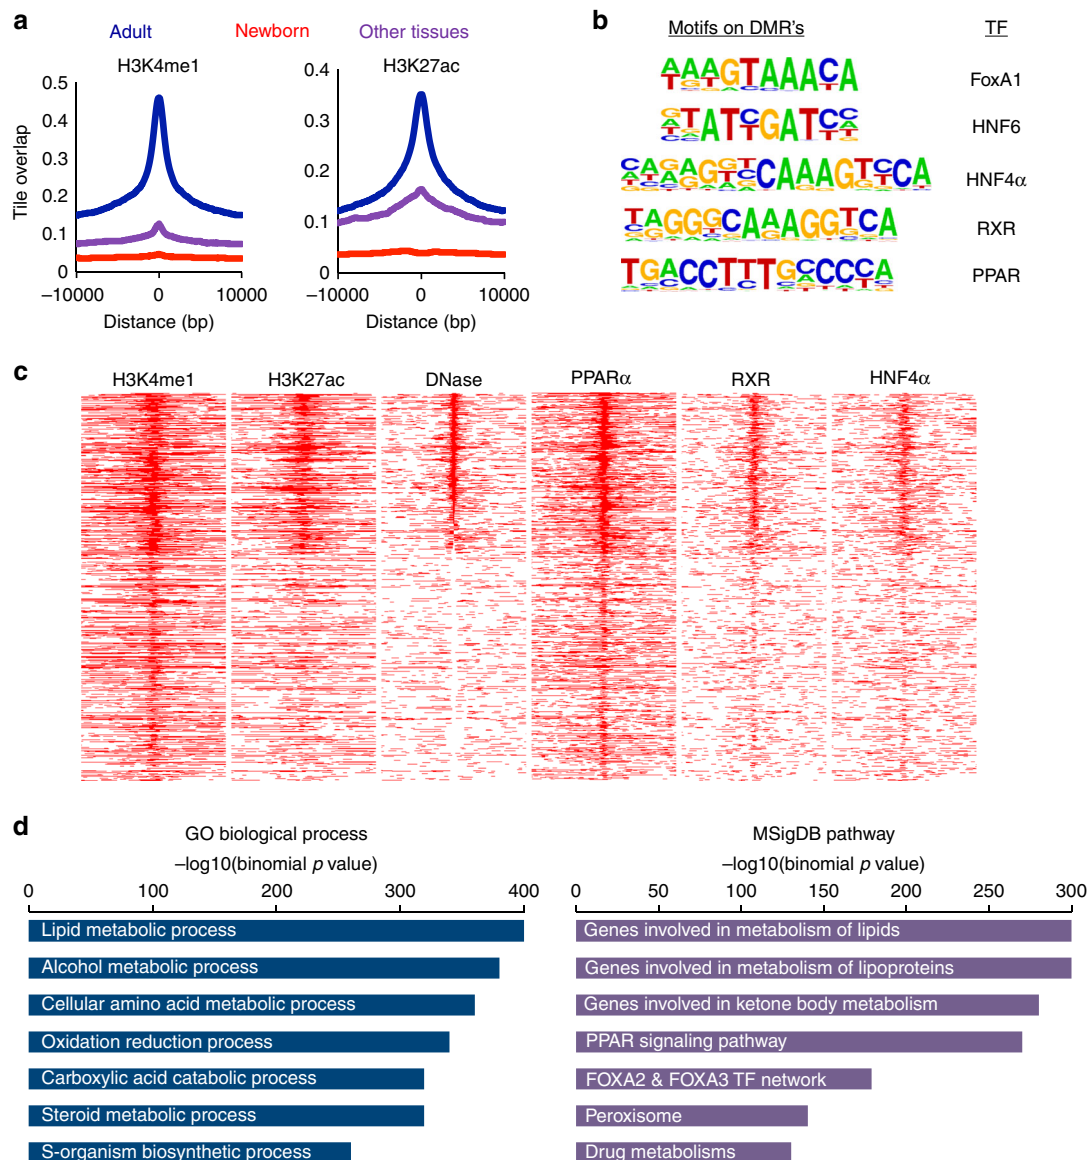 a
Adult Newborn Other tissues
H3K4me1
H3K27ac
Tile overlap
0.5
0.4
0.3
0.2
0.1
0
0.4
0.3
0.2
0.1
0
−10000 0 10000
−10000 0 10000
Distance (bp)
Distance (bp)
b
Motifs on DMR's TF
FoxA1
HNF6
HNF4α
RXR
PPAR
c
H3K4me1 H3K27ac DNase PPARα RXR HNF4α
d
GO biological process
−log10(binomial p value)
0 100 200 300 400
Lipid metabolic process
Alcohol metabolic process
Cellular amino acid metabolic process
Oxidation reduction process
Carboxylic acid catabolic process
Steroid metabolic process
S-organism biosynthetic process
MSigDB pathway
−log10(binomial p value)
0 50 100 150 200 250 300
Genes involved in metabolism of lipids
Genes involved in metabolism of lipoproteins
Genes involved in ketone body metabolism
PPAR signaling pathway
FOXA2 & FOXA3 TF network
Peroxisome
Drug metabolisms